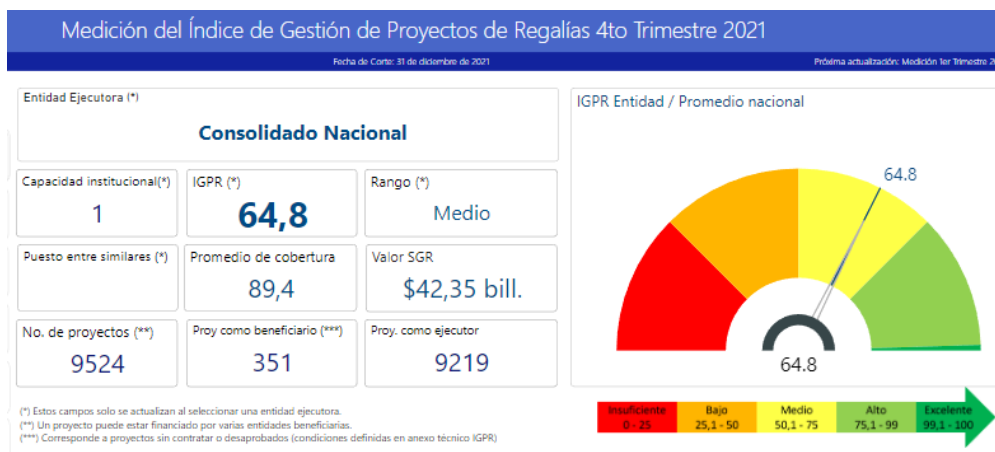 Medición del Índice de Gestión de Proyectos de Regalías 4to Trimestre 2021
Fecha de Corte: 31 de diciembre de 2021
Próxima actualización: Medición 1er Trimestre
Entidad Ejecutora (*)
Consolidado Nacional
Capacidad institucional(*)
1
IGPR (*)
64,8
Rango (*)
Medio
Puesto entre similares (*)
Promedio de cobertura
89,4
Valor SGR
$42,35 bill.
No. de proyectos (**)
9524
Proy como beneficiario (***)
351
Proy. como ejecutor
9219
(*) Estos campos solo se actualizan al seleccionar una entidad ejecutora.
(**) Un proyecto puede estar financiado por varias entidades beneficiarias.
(***) Corresponde a proyectos sin contratar o desaprobados (condiciones definidas en anexo técnico IGPR)
IGPR Entidad / Promedio nacional
64.8
64.8
Insuficiente
0 - 25
Bajo
25,1 - 50
Medio
50,1 - 75
Alto
75,1 - 99
Excelente
99,1 - 100